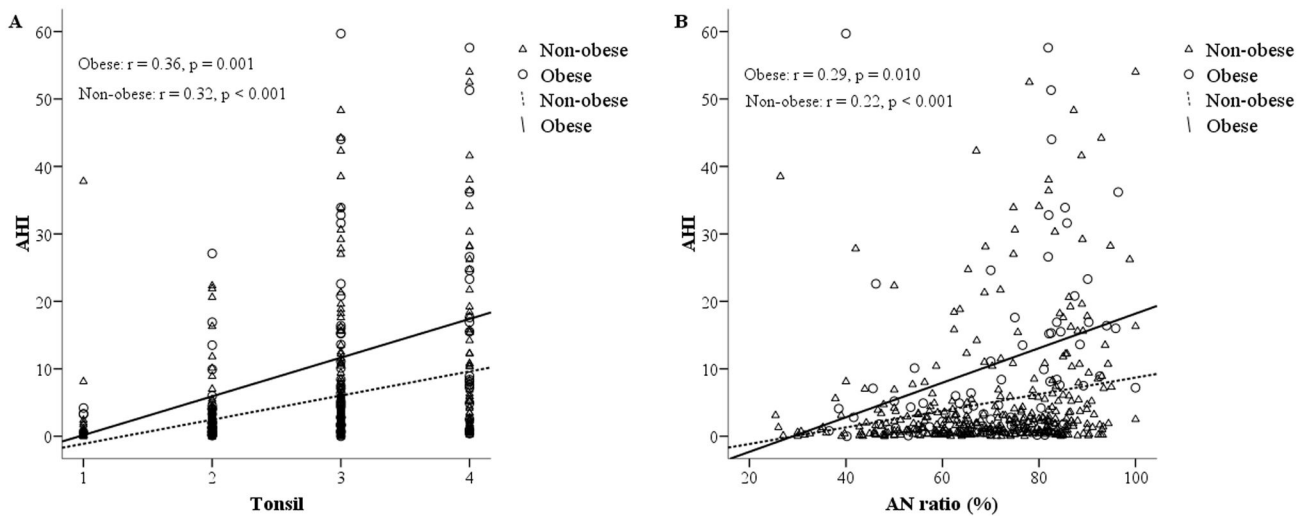 A
Obese: r = 0.36, p = 0.001
Non-obese: r = 0.32, p < 0.001
60
50
40
30
20
10
0
AHI
1 2 3 4
Tonsil
Non-obese
Obese
Non-obese
Obese
B
Obese: r = 0.29, p = 0.010
Non-obese: r = 0.22, p < 0.001
60
50
40
30
20
10
0
AHI
20 40 60 80 100
AN ratio (%)
Non-obese
Obese
Non-obese
Obese